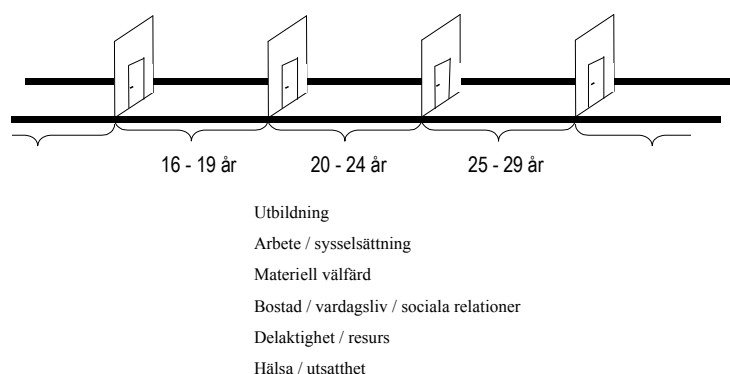 16 - 19 år 20 - 24 år 25 - 29 år
Utbildning
Arbete / sysselsättning
Materiell välfärd
Bostad / vardagsliv / sociala relationer
Delaktighet / resurs
Hälsa / utsatthet